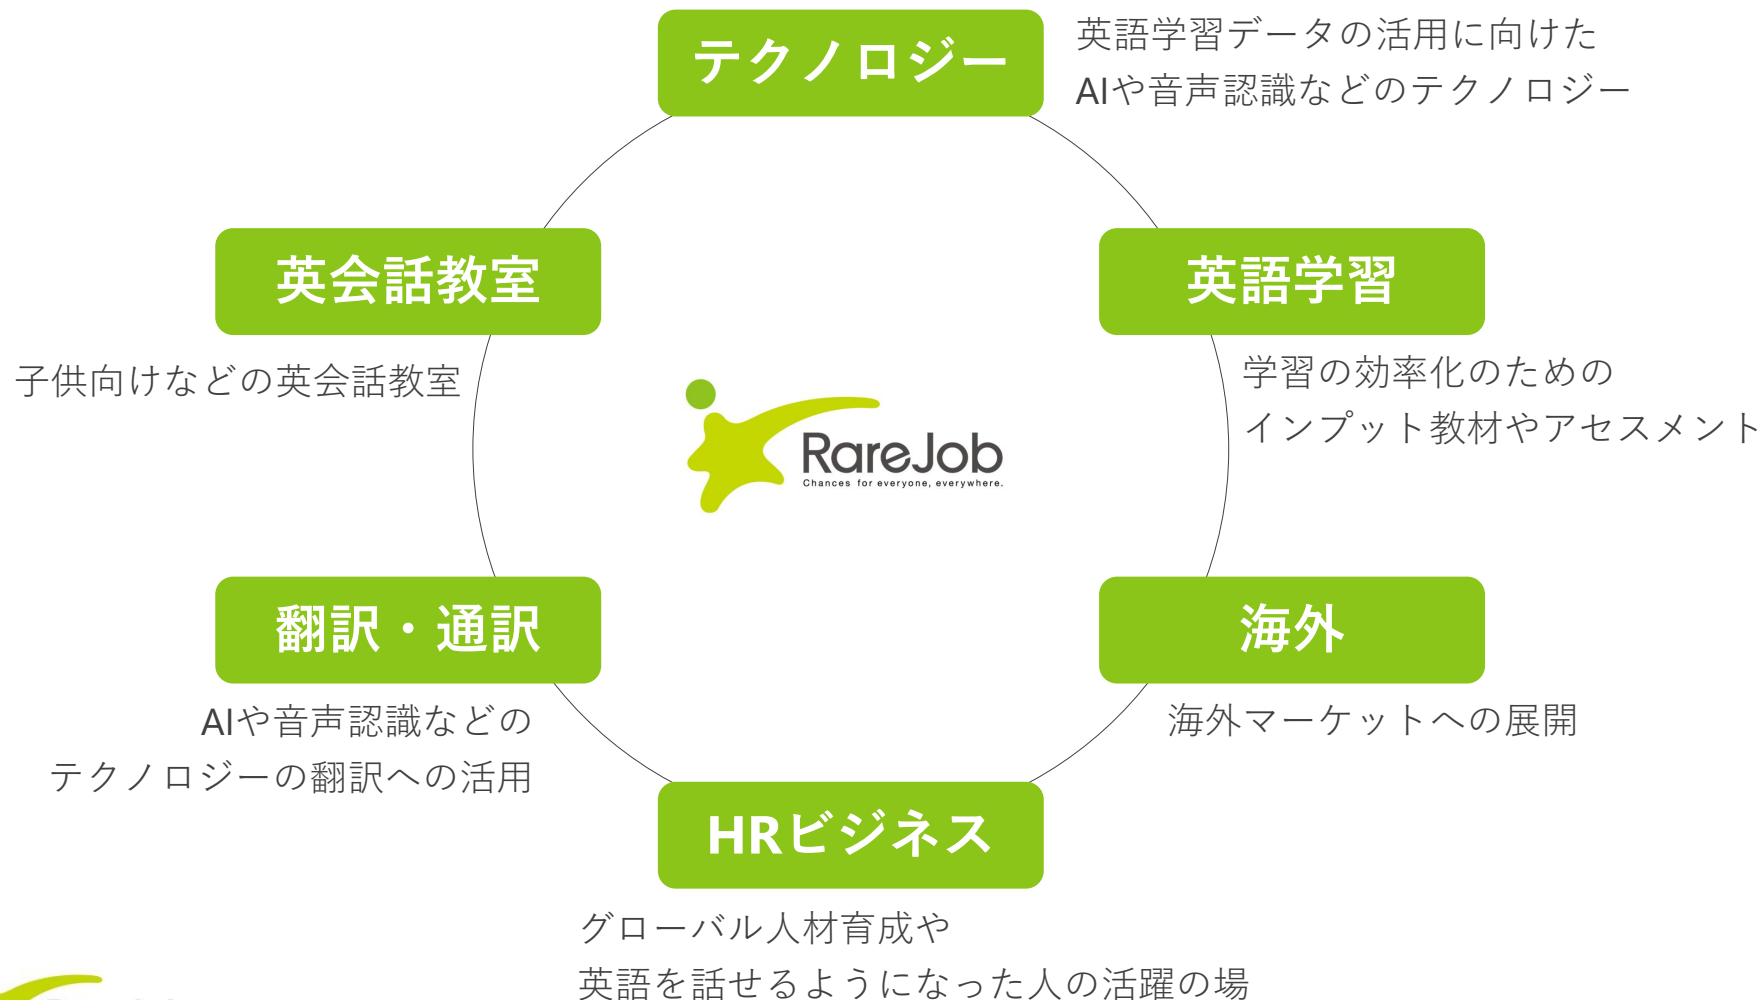 テクノロジー
英語学習データの活用に向けた
AIや音声認識などのテクノロジー
英会話教室
子供向けなどの英会話教室
英語学習
学習の効率化のための
インプット教材やアセスメント
RareJob
Chances for everyone, everywhere.
翻訳・通訳
AIや音声認識などの
テクノロジーの翻訳への活用
海外
海外マーケットへの展開
HRビジネス
グローバル人材育成や
英語を話せるようになった人の活躍の場